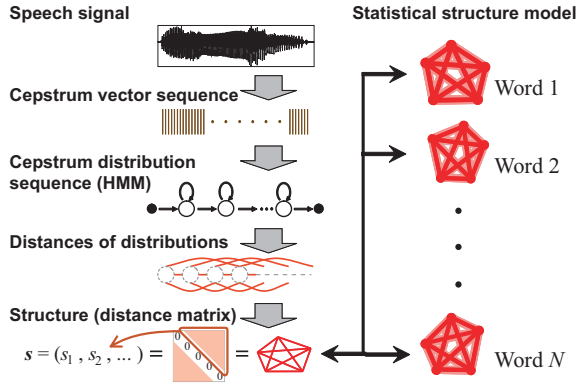 Speech signal
Cepstrum vector sequence
Cepstrum distribution
sequence (HMM)
Distances of distributions
Structure (distance matrix)
s = (s1 , s2 , ... ) =
0
0
0
0
=
Statistical structure model
Word 1
Word 2
Word N